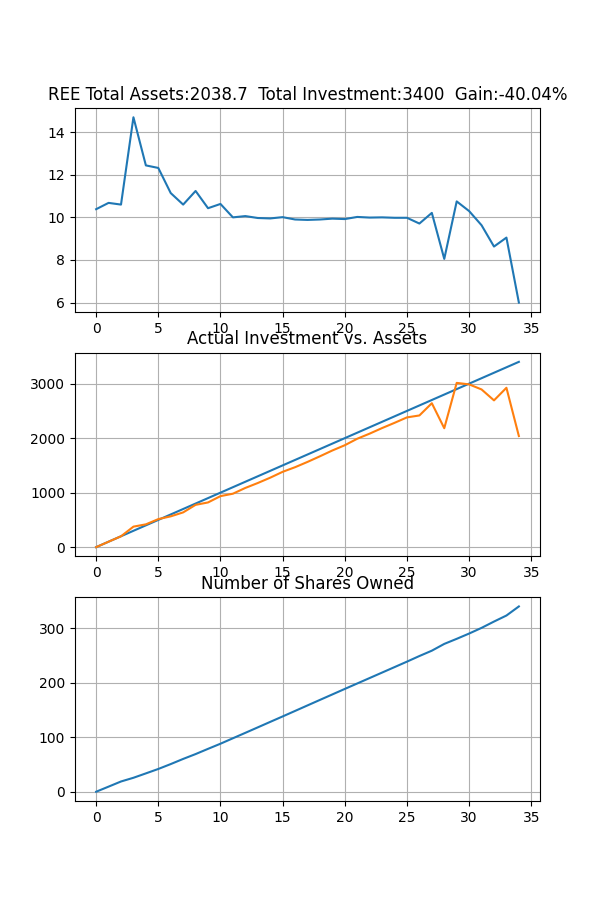 REE Total Assets:2038.7  Total Investment:3400  Gain:-40.04%
14
12
10
8
6
0 5 10 15 20 25 30 35
Actual Investment vs. Assets
3000
2000
1000
0
0 5 10 15 20 25 30 35
Number of Shares Owned
300
200
100
0
0 5 10 15 20 25 30 35